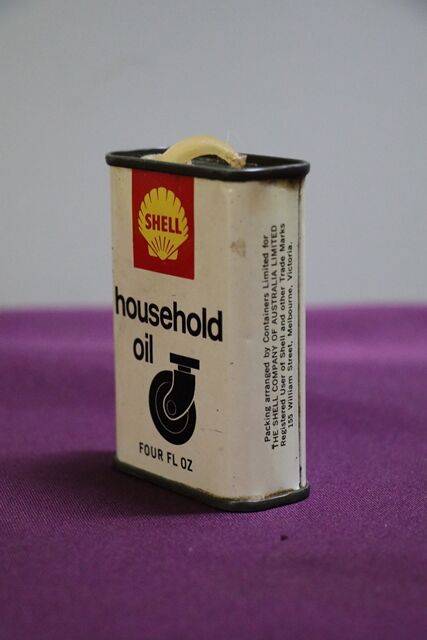 SHELL
household
oil
FOUR FL OZ
Packing arranged by Containers Limited for
THE SHELL COMPANY OF AUSTRALIA LIMITED
Registered User of Shell and other Trade Marks
155 William Street, Melbourne, Victoria.